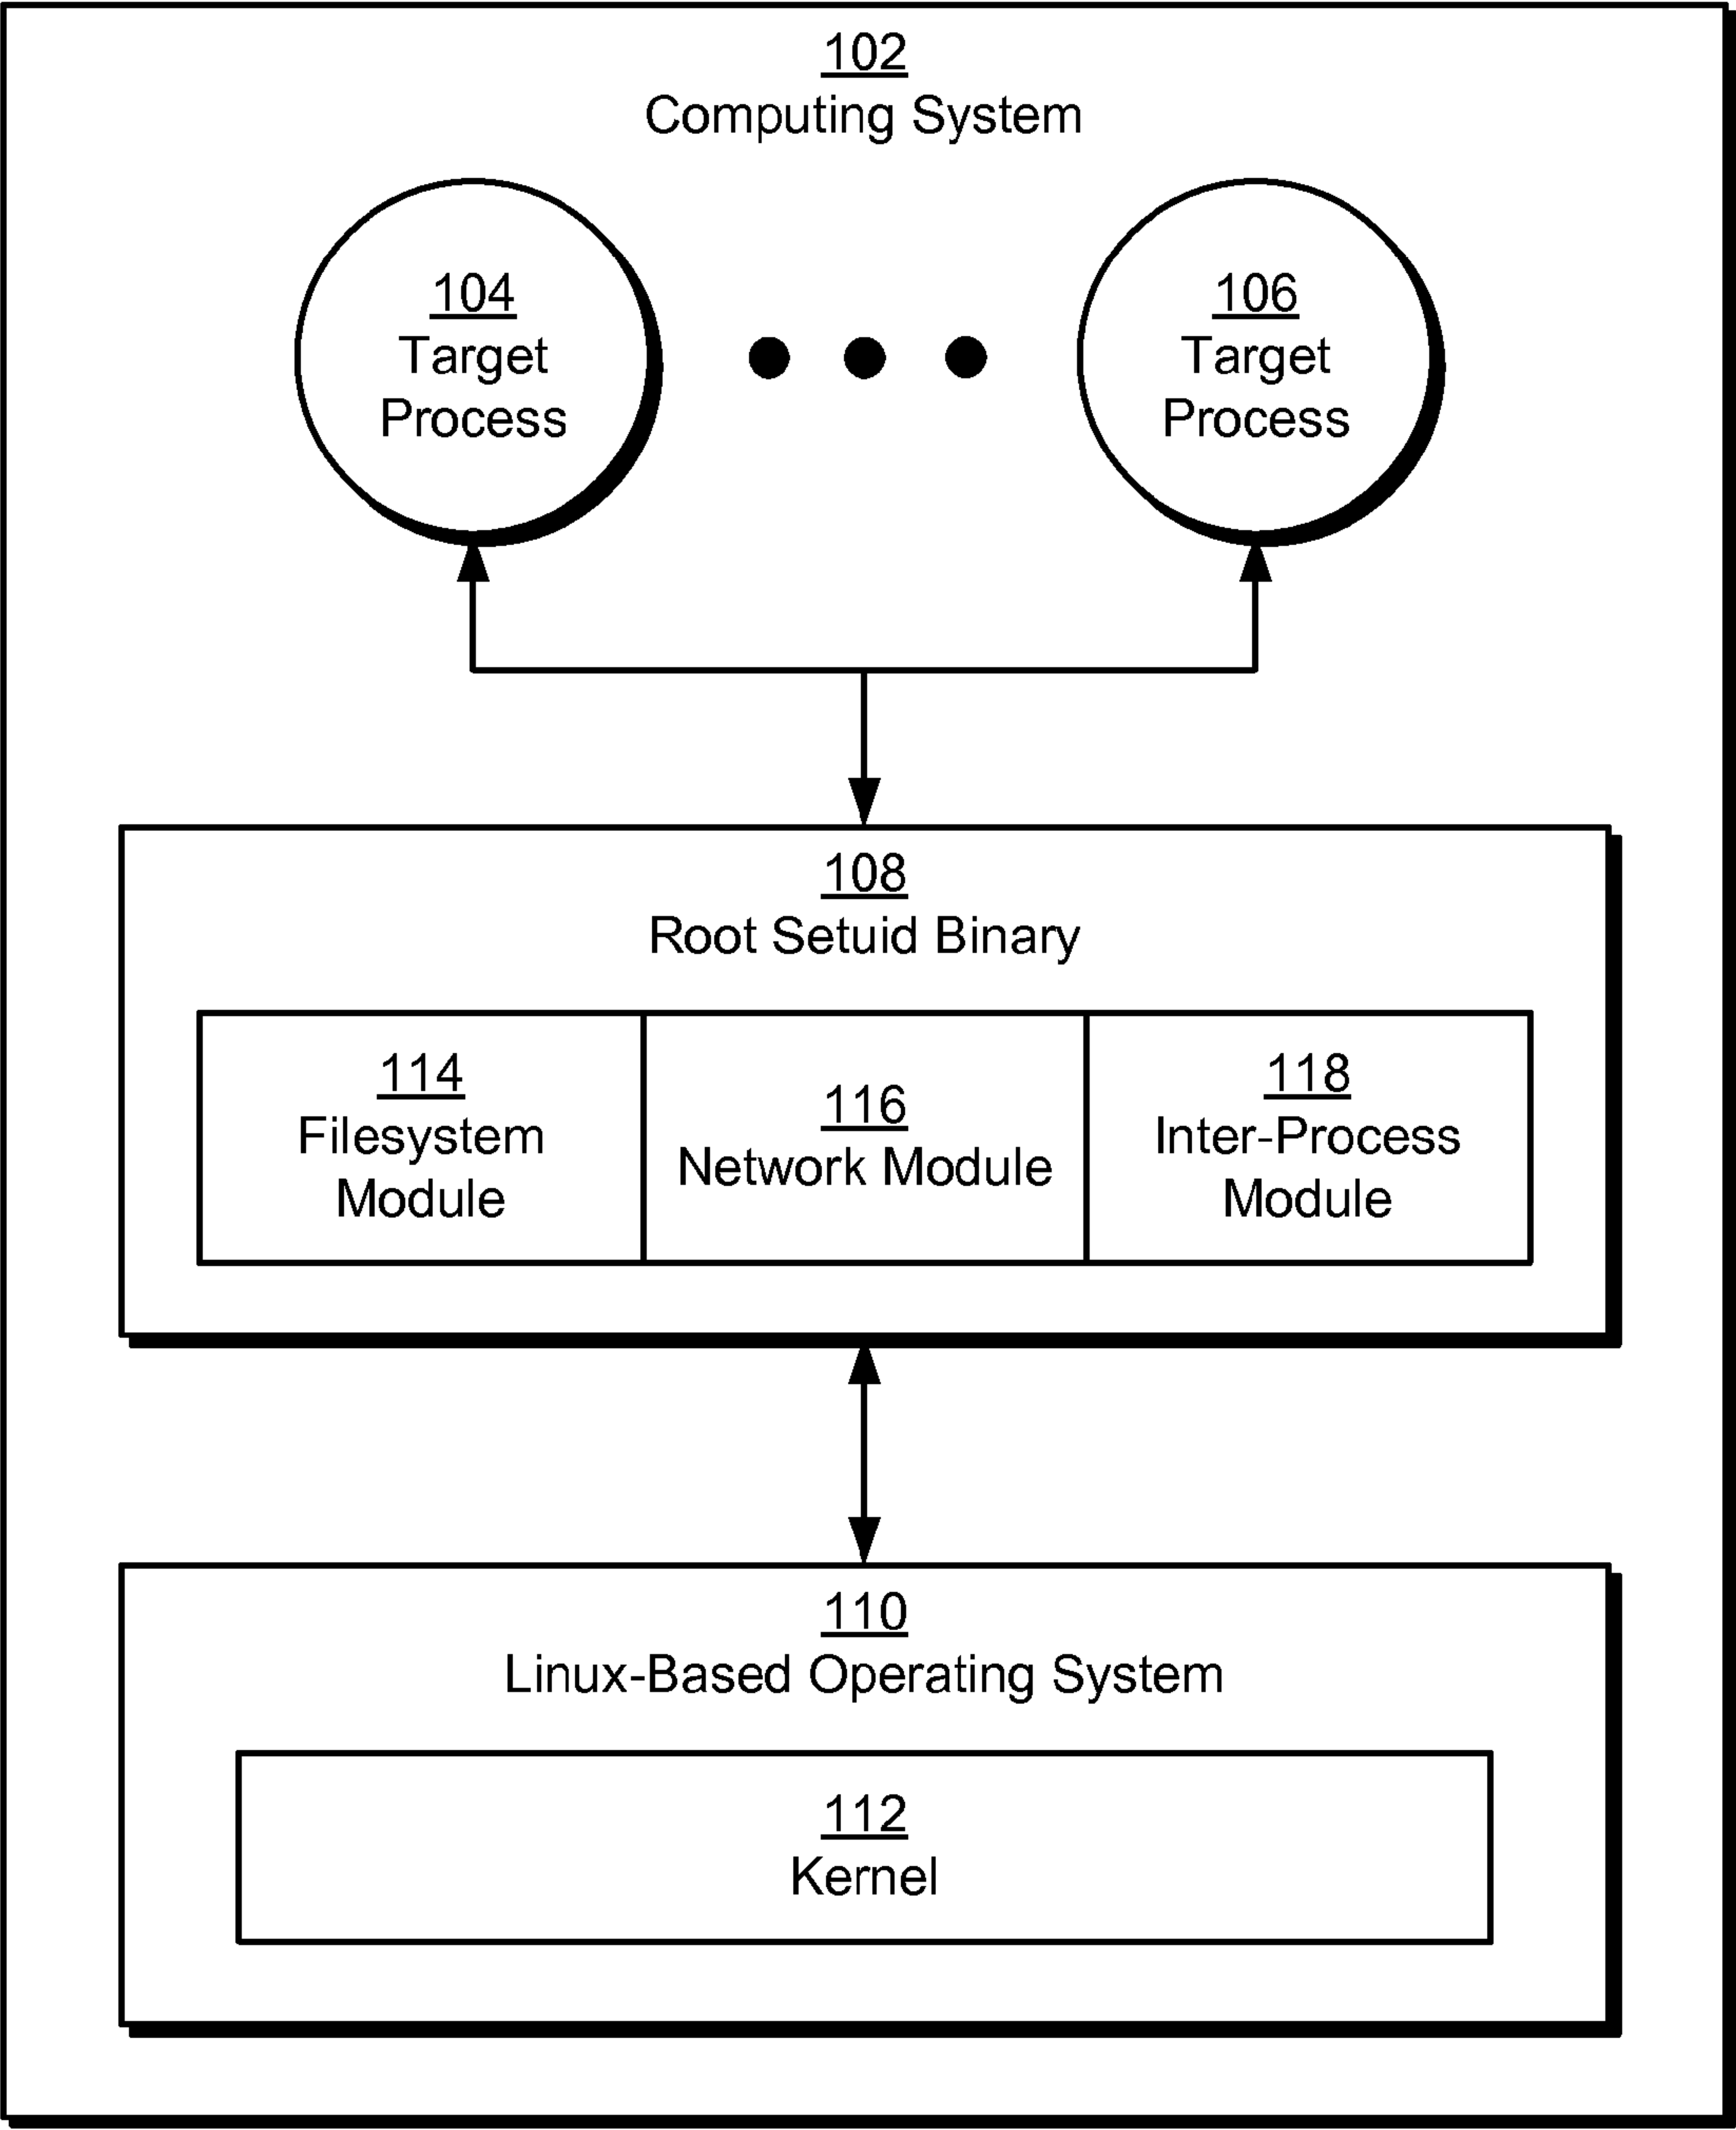 102
Computing System
104
Target
Process
106
Target
Process
108
Root Setuid Binary
114
Filesystem
Module
116
Network Module
118
Inter-Process
Module
110
Linux-Based Operating System
112
Kernel